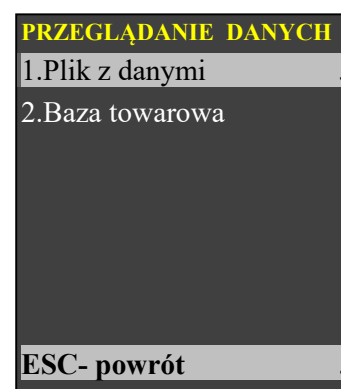 PRZEGLĄDANIE DANYCH
1.Plik z danymi
2.Baza towarowa
ESC- powrót